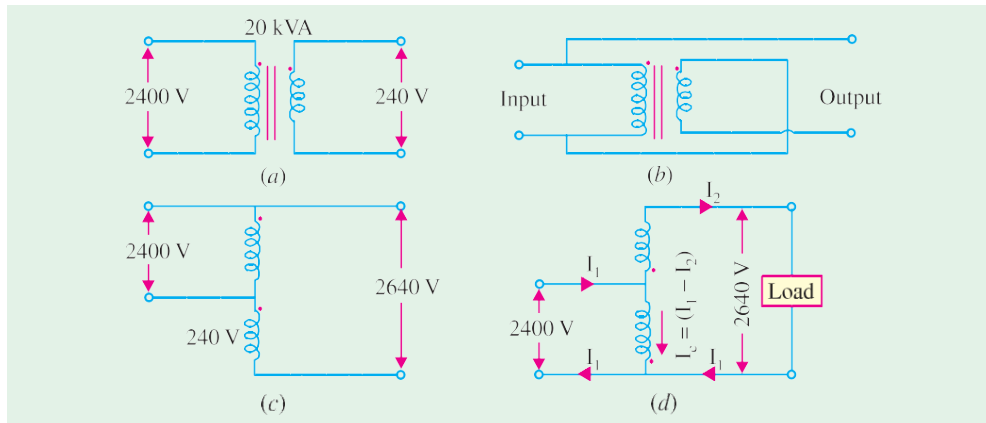 20 kVA
2400 V
240 V
(a)
Input
Output
(b)
2400 V
240 V
2640 V
(c)
I₂
I₁
2400 V
I₁
Ic = (I₁ – I₂)
2640 V
Load
I₁
(d)